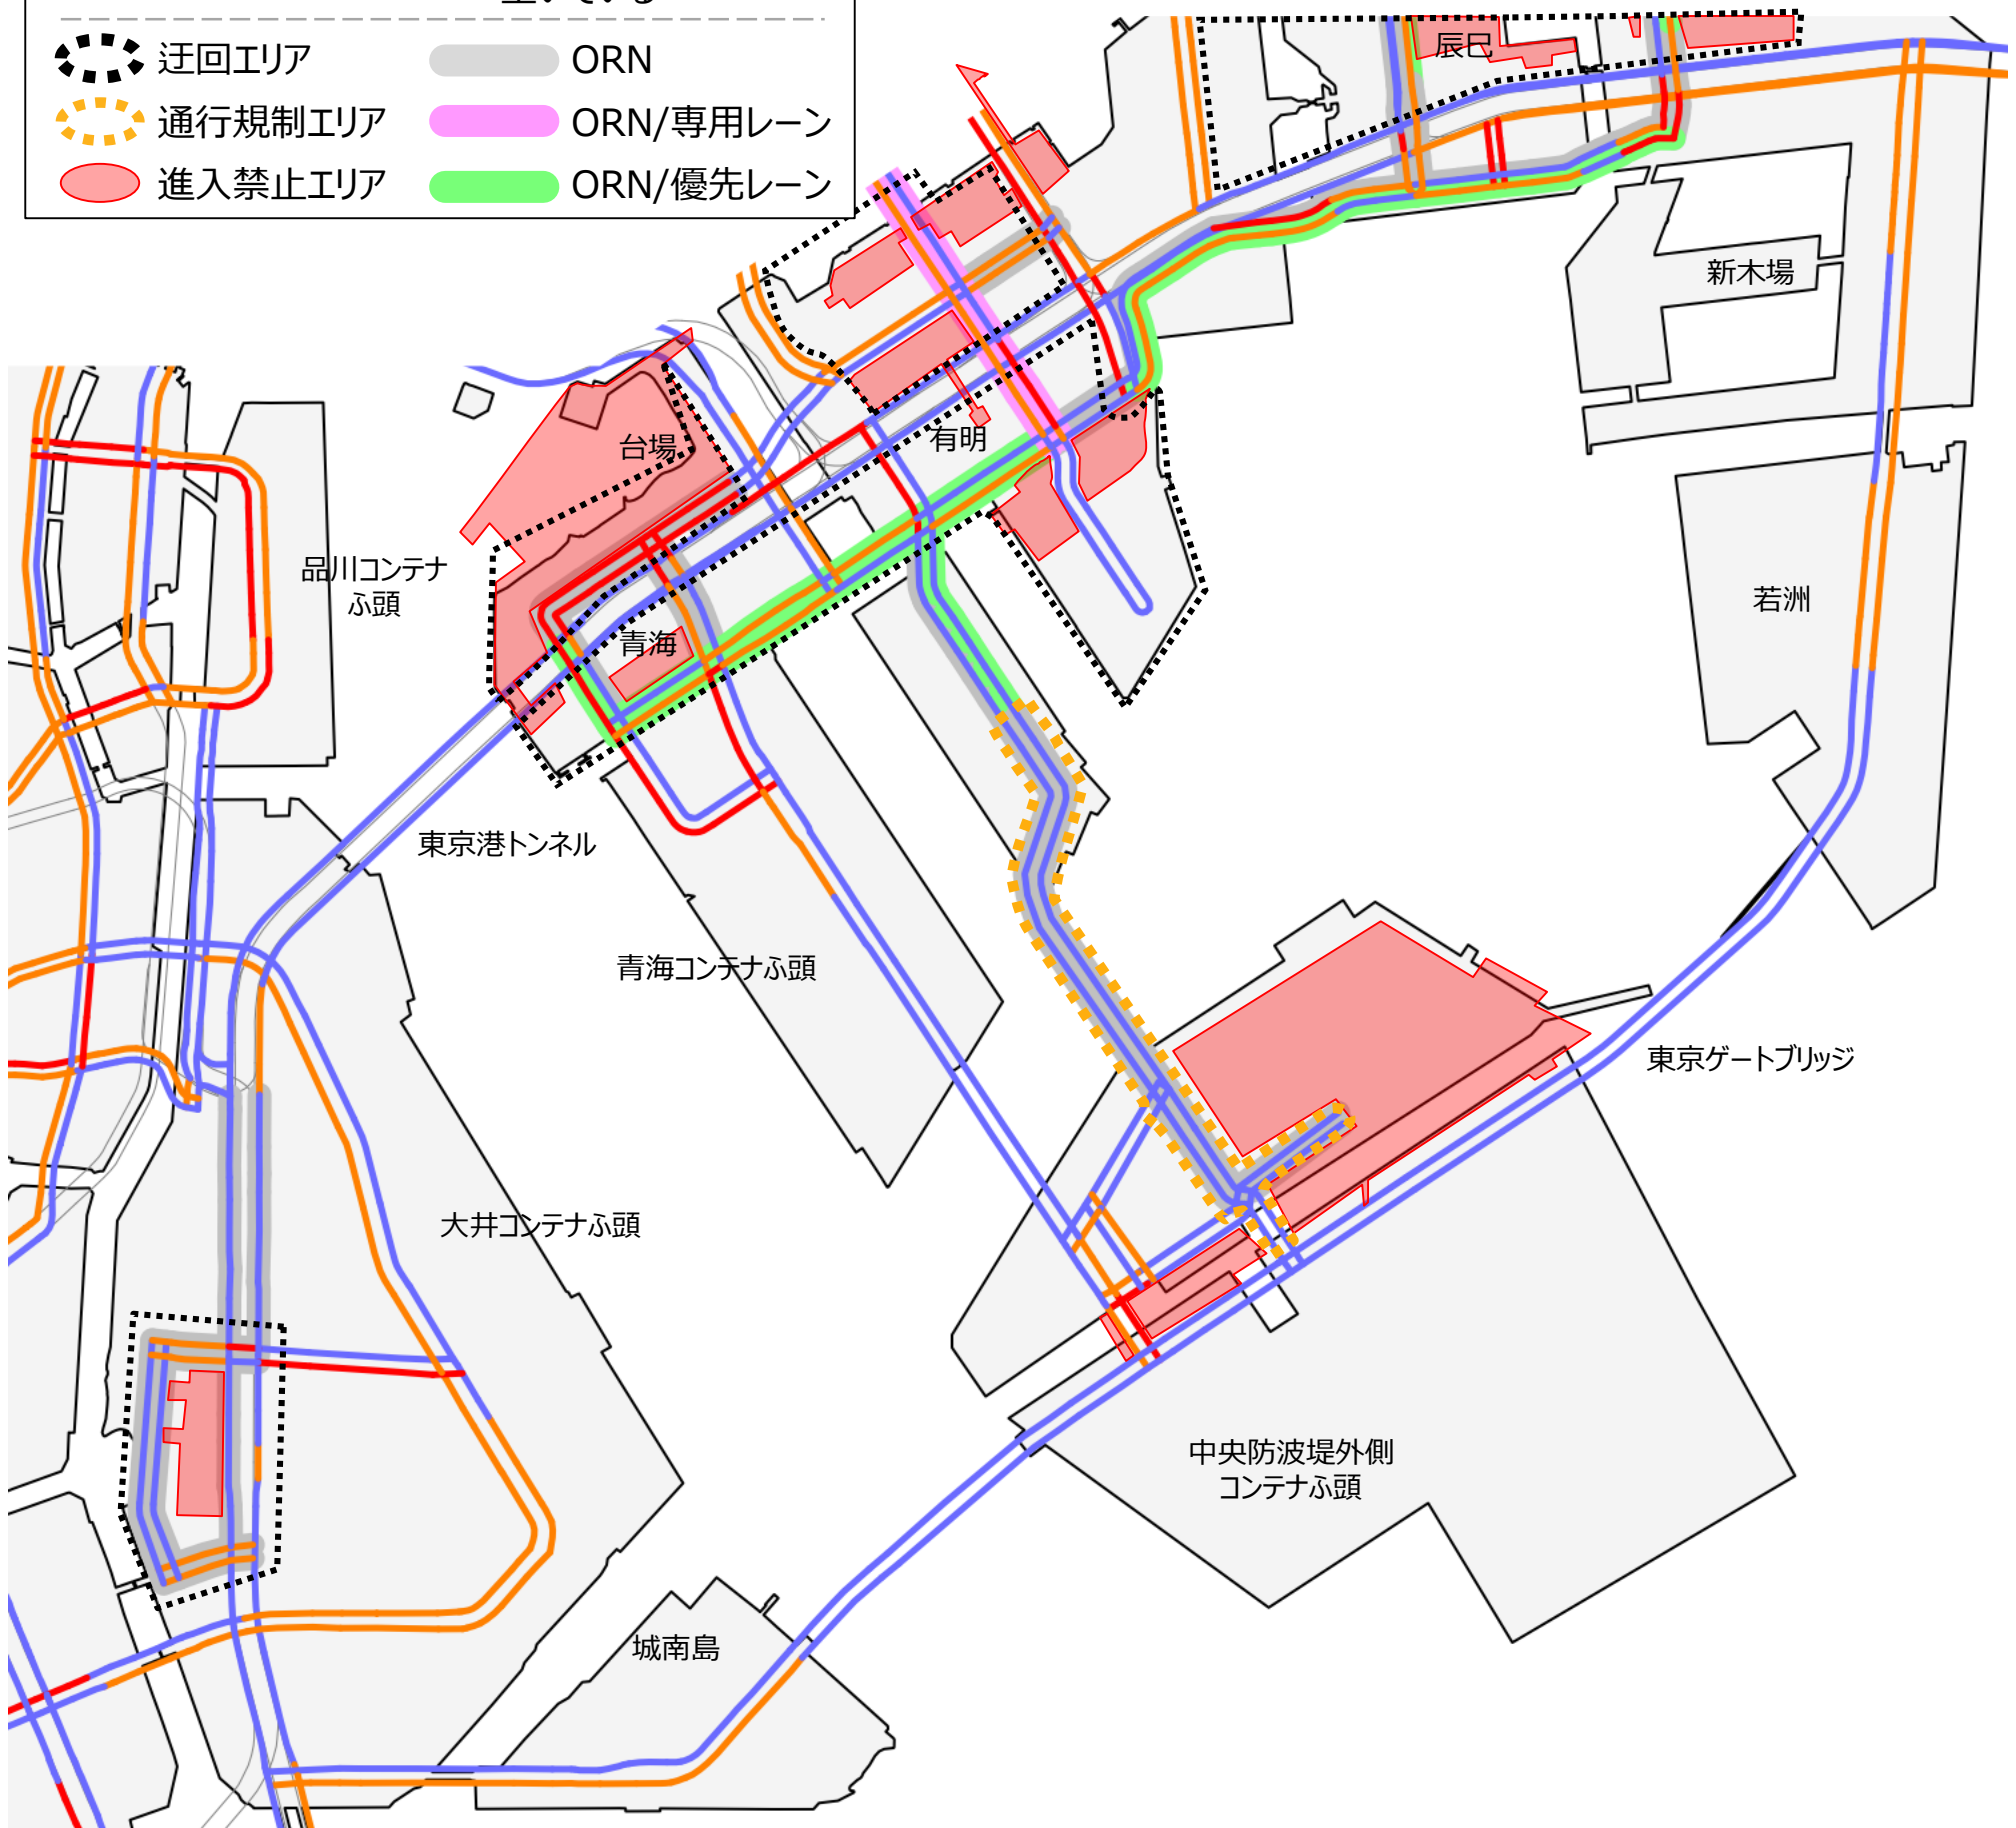 空いている
迂回エリア
ORN
通行規制エリア
ORN/専用レーン
進入禁止エリア
ORN/優先レーン
辰巳
新木場
台場
有明
品川コンテナ
ふ頭
若洲
青海
東京港トンネル
青海コンテナふ頭
東京ゲートブリッジ
大井コンテナふ頭
中央防波堤外側
コンテナふ頭
城南島